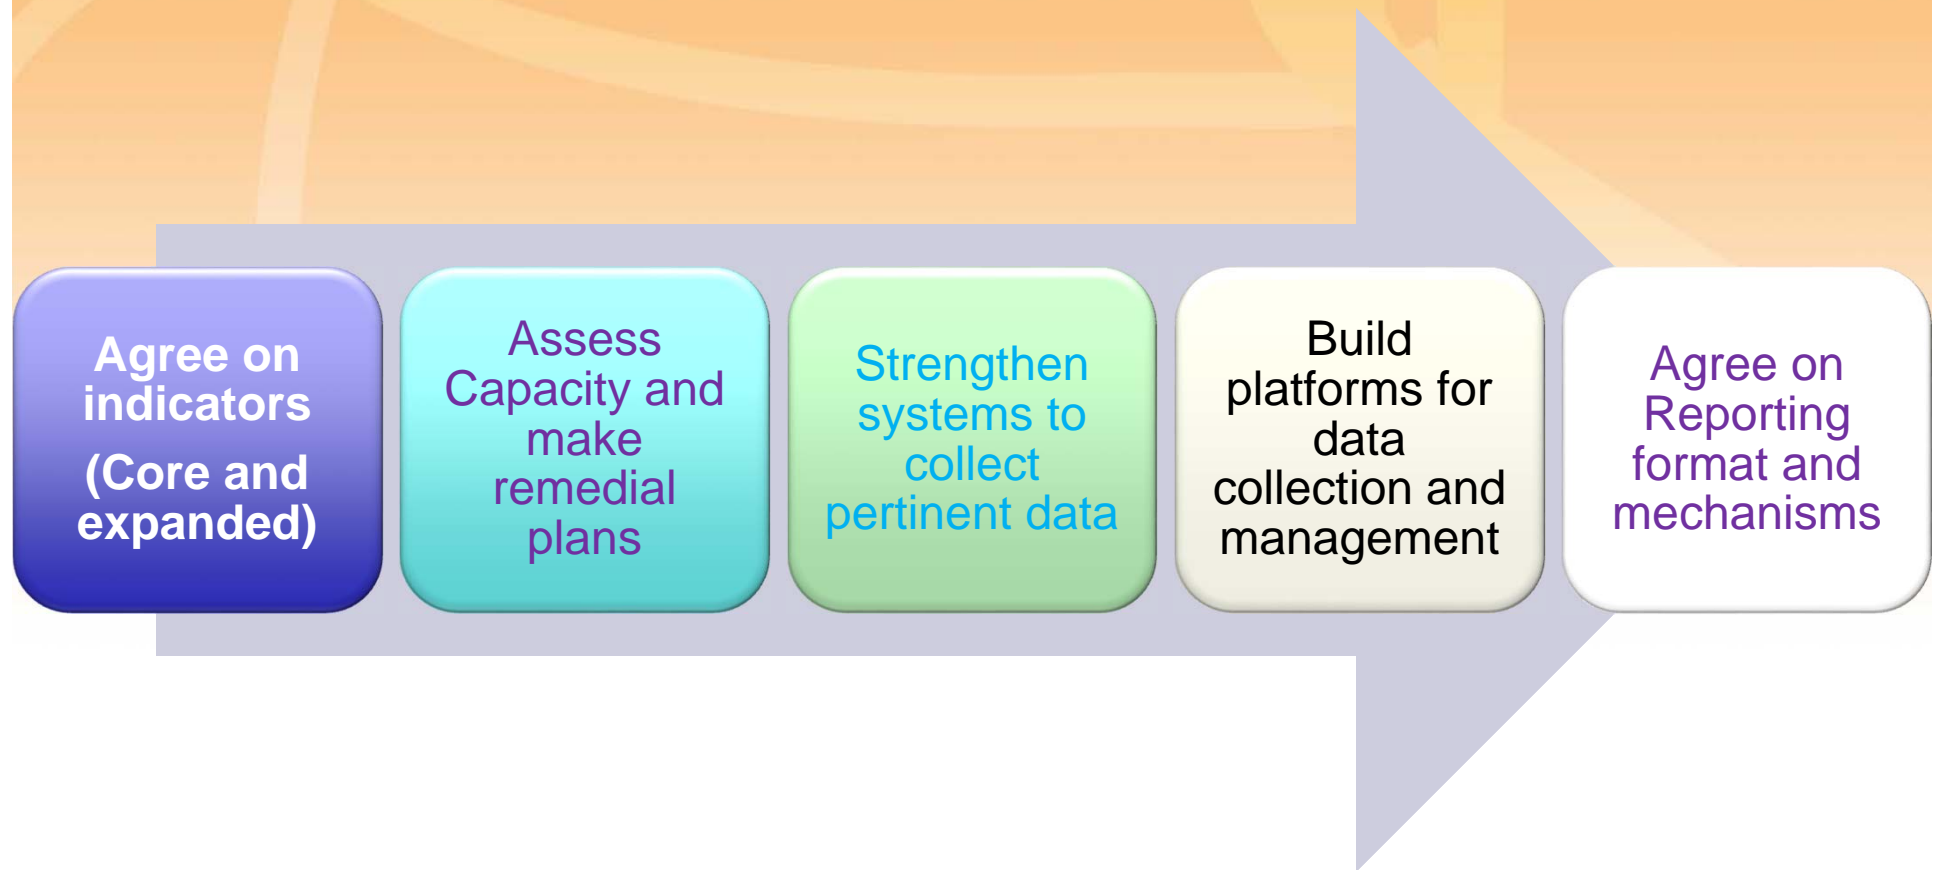 Agree on
indicators
(Core and
expanded)
Assess
Capacity and
make
remedial
plans
Strengthen
systems to
collect
pertinent data
Build
platforms for
data
collection and
management
Agree on
Reporting
format and
mechanisms